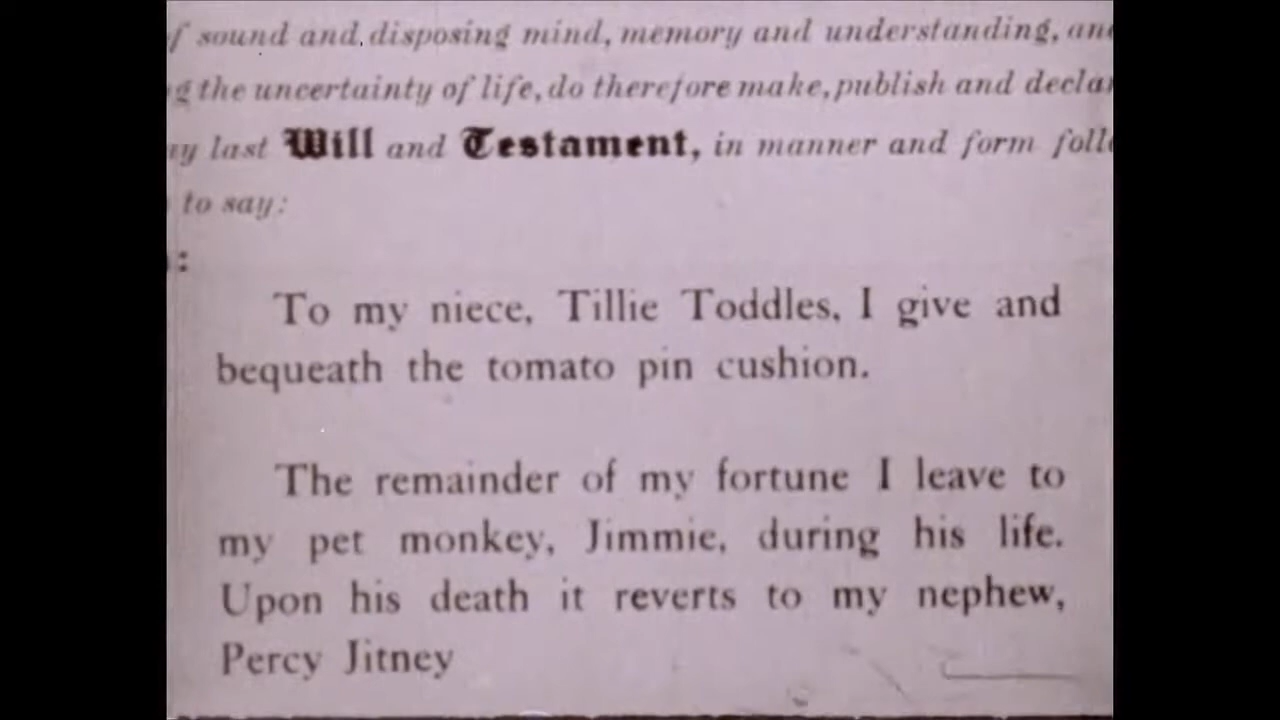 sound and disposing mind, memory and understanding,
the uncertainty of life, do therefore make, publish and
last Will and Testament, in manner and form
to say:
:
To my niece, Tillie Toddles, I give and
bequeath the tomato pin cushion.
The remainder of my fortune I leave to
my pet monkey, Jimmie, during his life.
Upon his death it reverts to my nephew,
Percy Jitney